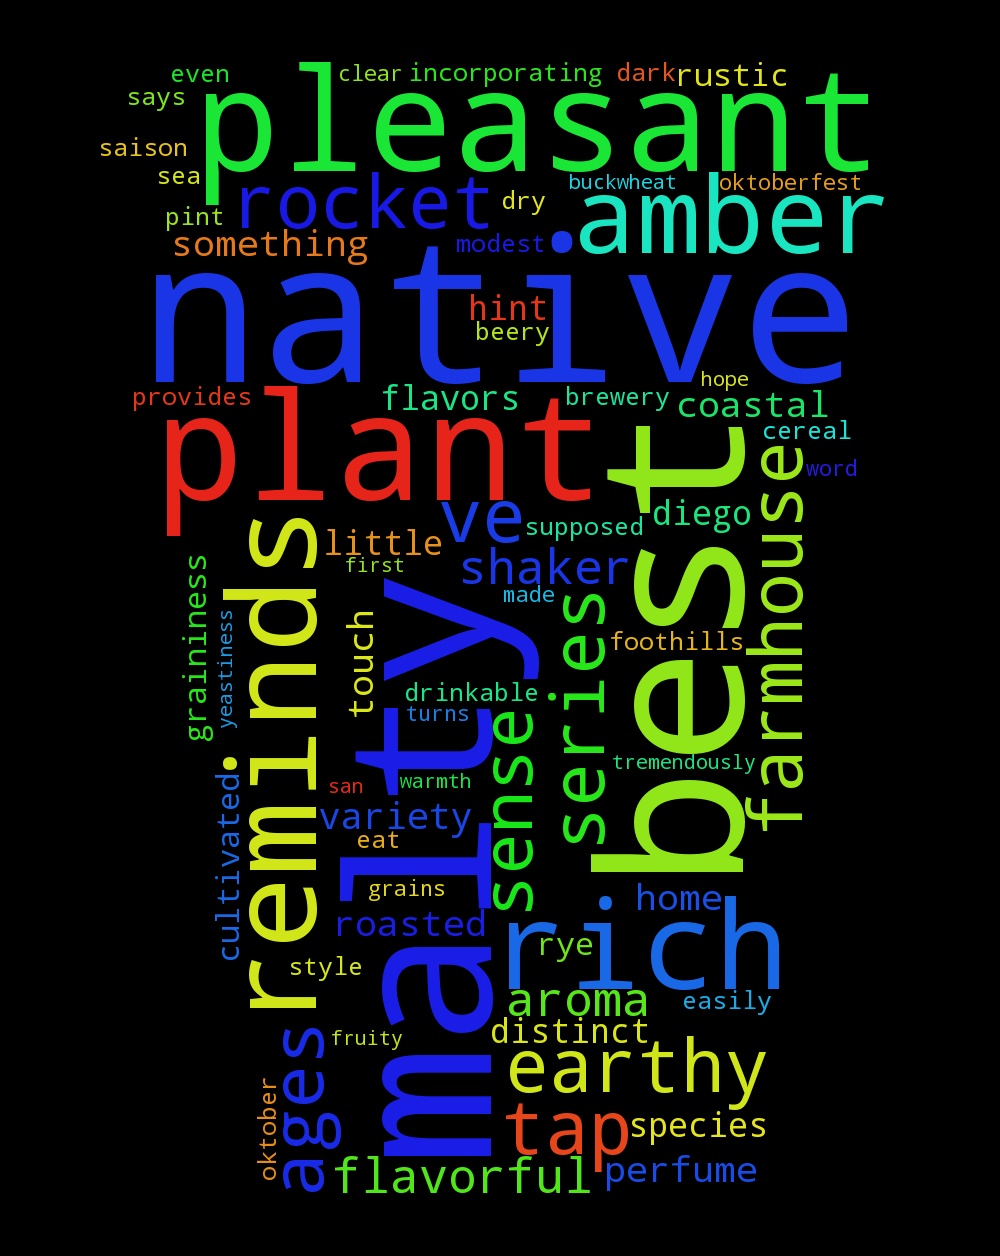 even
clear
incorporating
dark
rustic
says
pleasant
saison
sea
rocket
dry
buckwheat
oktoberfest
pint
amber
something
modest
native
hint
beery
provides
flavors
brewery
hope
coastal
plant
cereal
word
best
farmhouse
ve
supposed
diego
little
reminds
first
shaker
made
graininess
yeastiness
touch
malty
series
foothills
drinkable
turns
sense
tremendously
san
warmth
cultivated
variety
eat
grains
home
roasted
rich
rye
style
aroma
easily
distinct
fruity
ages
earthy
oktober
tap
species
flavorful
perfume